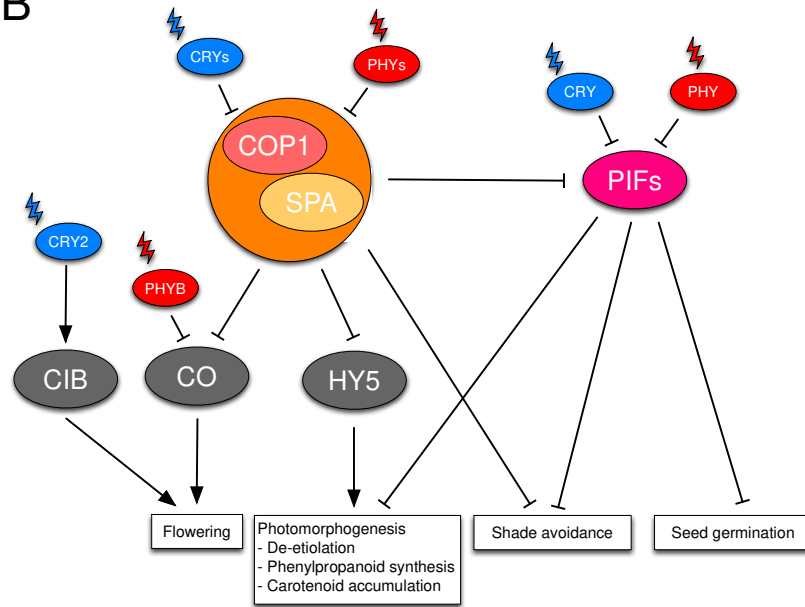 B
CRYs
PHYs
CRY
PHY
COP1
SPA
PIFs
CRY2
PHYB
CIB
CO
HY5
Flowering
Photomorphogenesis
- De-etiolation
- Phenylpropanoid synthesis
- Carotenoid accumulation
Shade avoidance
Seed germination